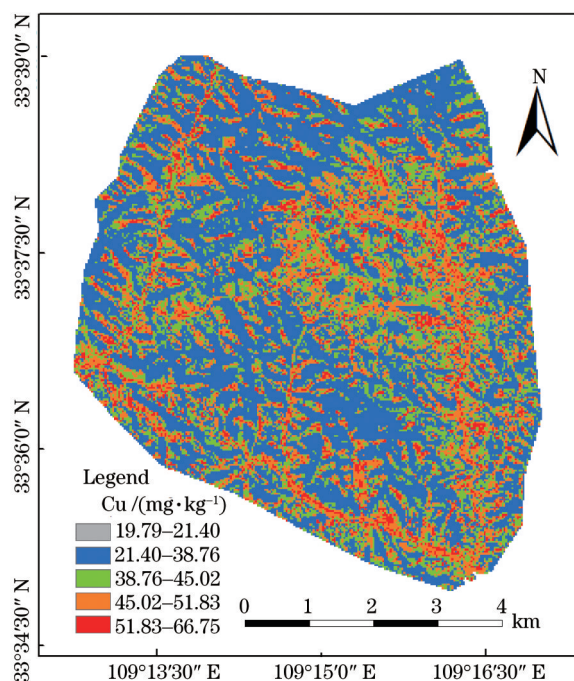 33°39′0″ N
N
33°37′30″ N
33°36′0″ N
Legend
Cu /(mg·kg⁻¹)
19.79–21.40
21.40–38.76
38.76–45.02
45.02–51.83
51.83–66.75
0 1 2 3 4
km
33°34′30″ N
109°13′30″ E 109°15′0″ E 109°16′30″ E